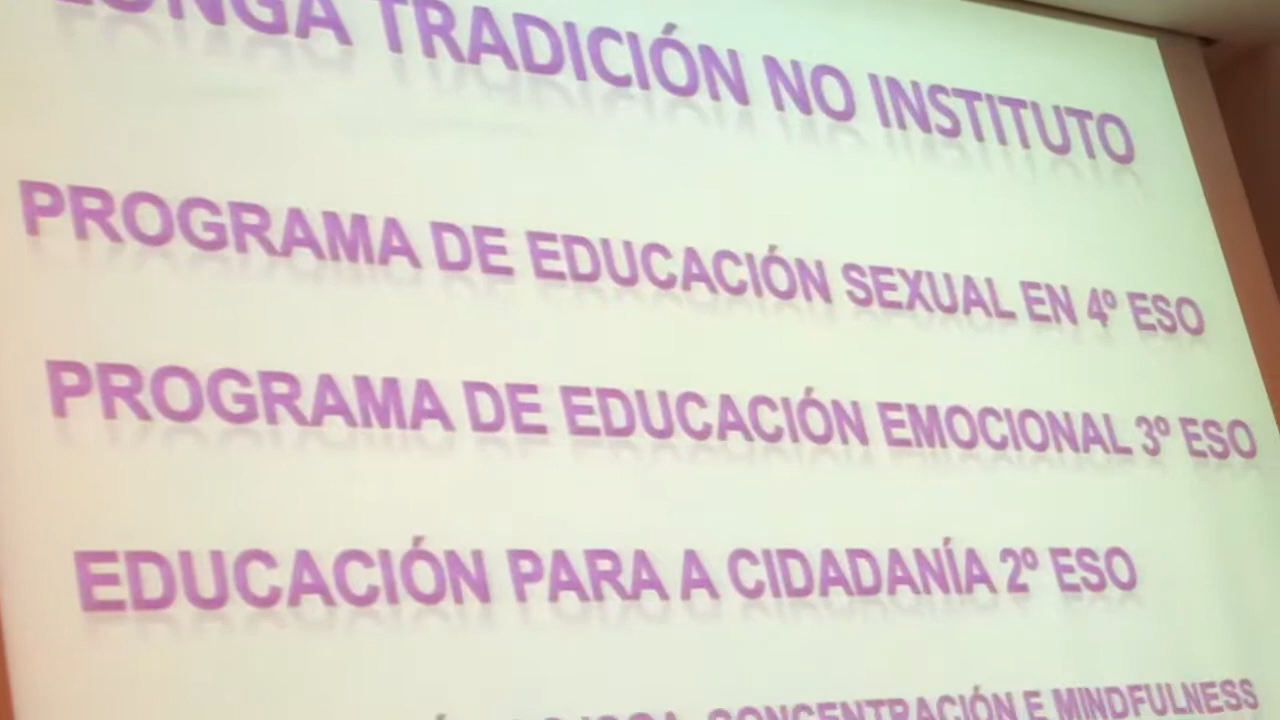 LONGA TRADICIÓN NO INSTITUTO
PROGRAMA DE EDUCACIÓN SEXUAL EN 4º ESO
PROGRAMA DE EDUCACIÓN EMOCIONAL 3º ESO
EDUCACIÓN PARA A CIDADANÍA 2º ESO
CONCENTRACIÓN E MINDFULNESS